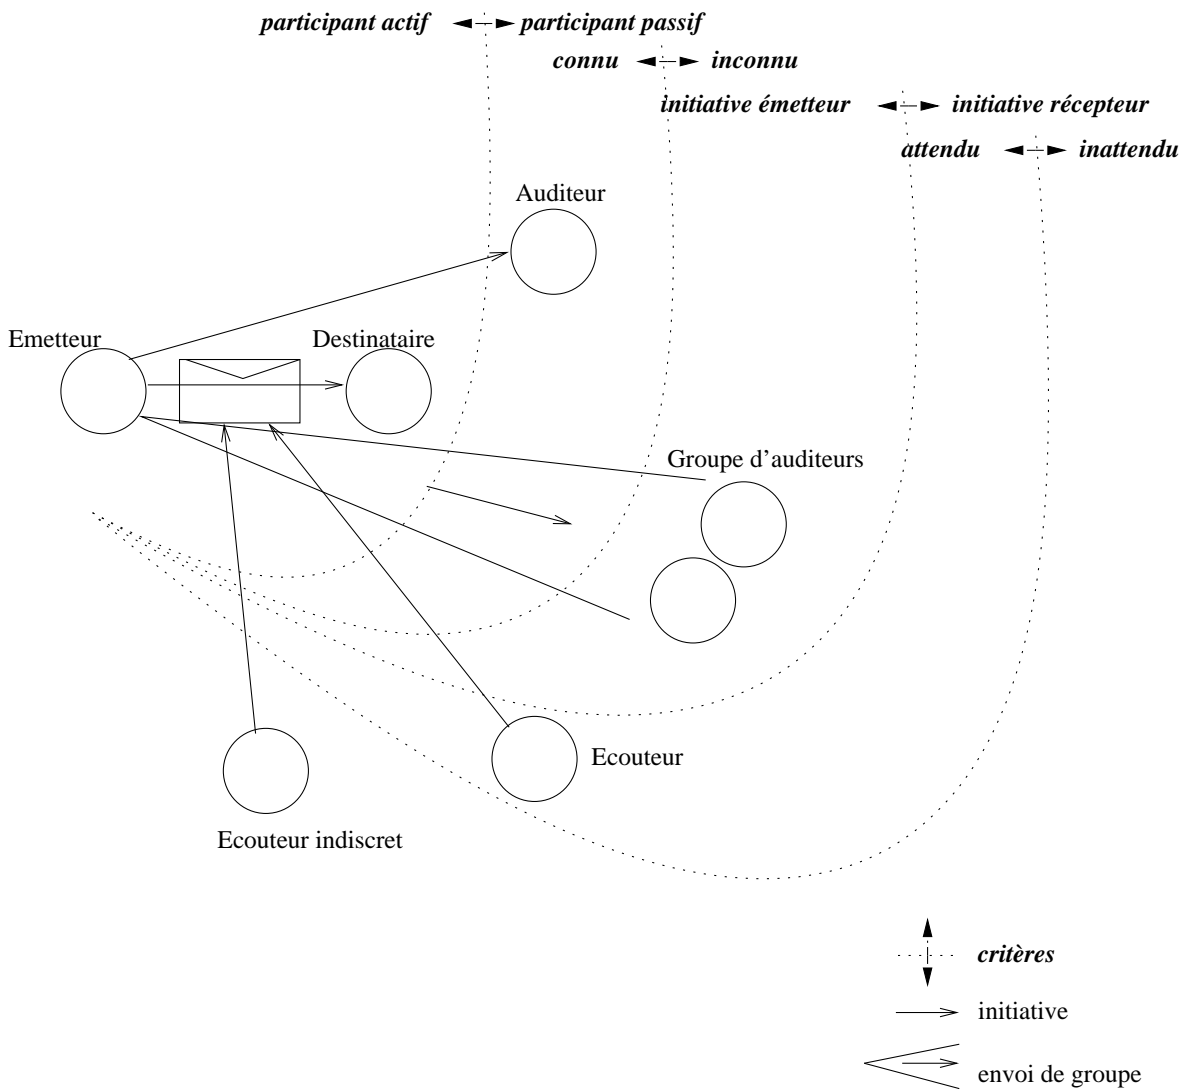 participant actif participant passif
connu inconnu
initiative émetteur initiative récepteur
attendu inattendu
Auditeur
Emetteur
Destinataire
Groupe d'auditeurs
Ecouteur
Ecouteur indiscret
critères
initiative
envoi de groupe